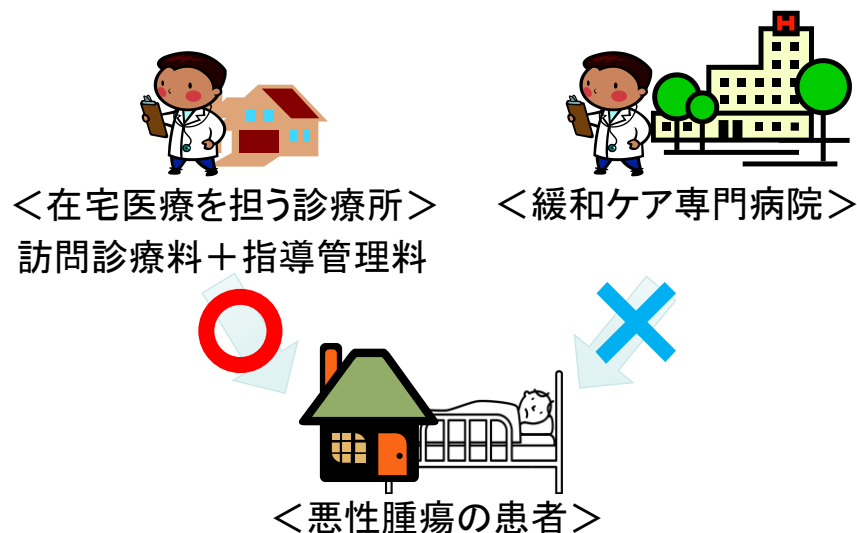 ＜在宅医療を担う診療所＞
訪問診療料＋指導管理料
＜緩和ケア専門病院＞
H
＜悪性腫瘍の患者＞